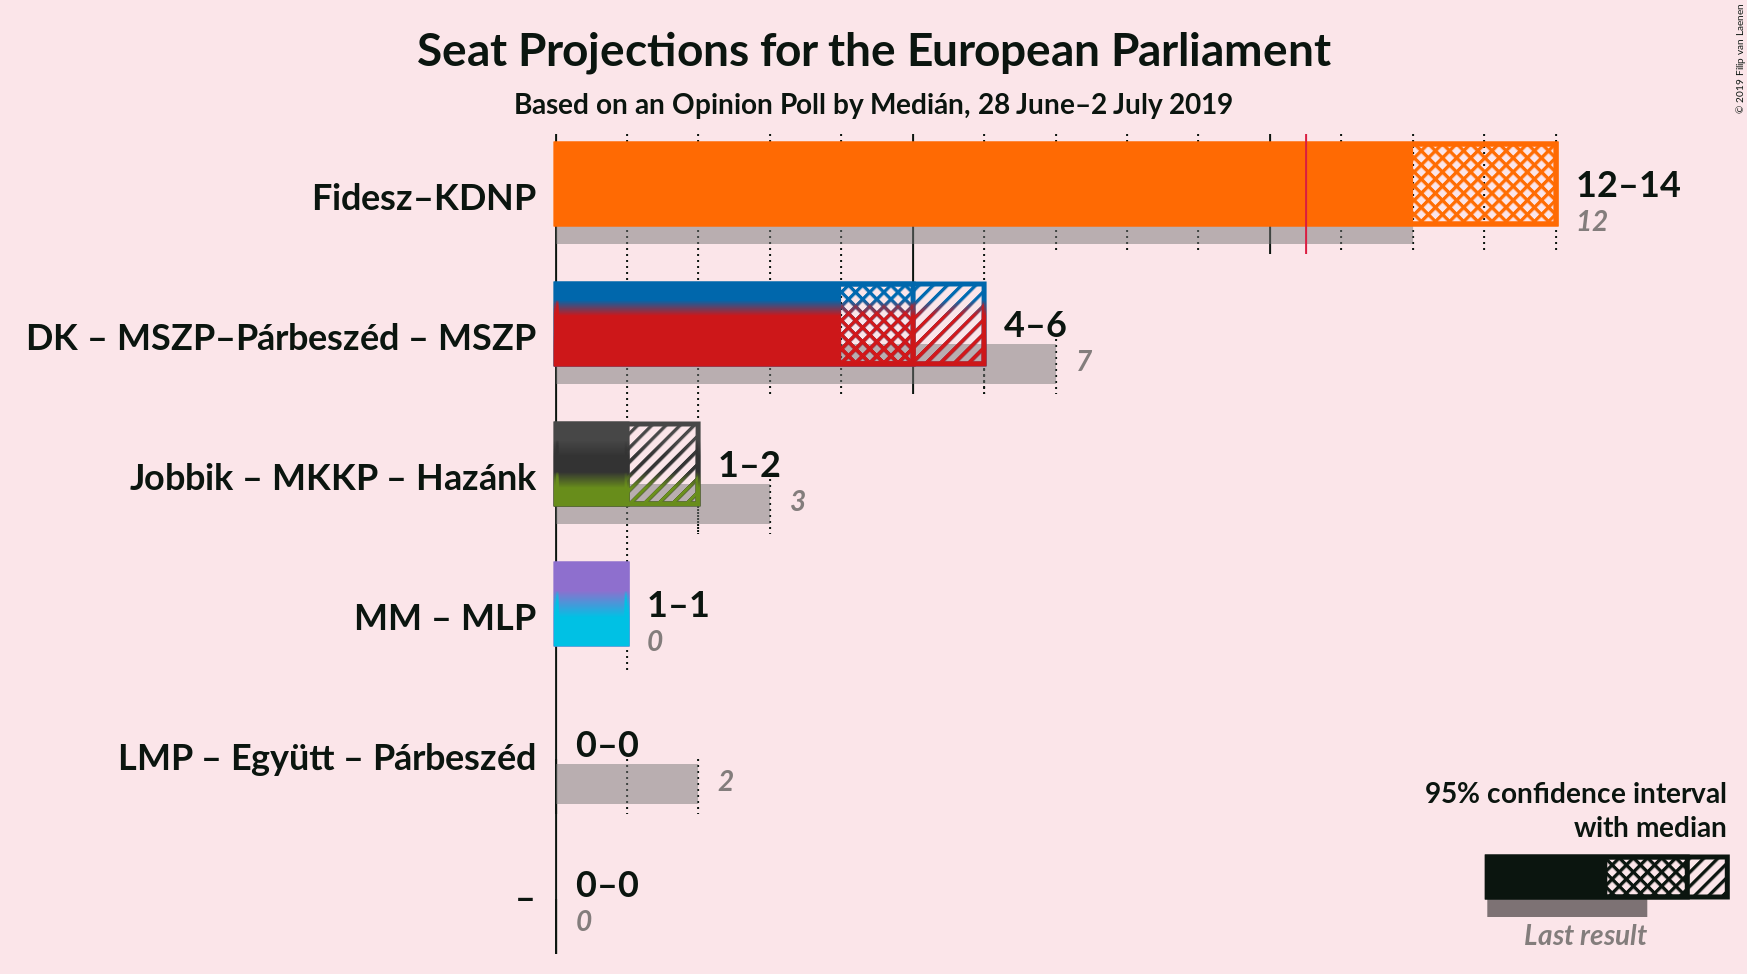 Seat Projections for the European Parliament
Based on an Opinion Poll by Medián, 28 June–2 July 2019
© 2019 Filip van Laenen
Fidesz–KDNP
12–14
12
DK – MSZP–Párbeszéd – MSZP
4–6
7
Jobbik – MKKP – Hazánk
1–2
3
MM – MLP
1–1
0
LMP – Együtt – Párbeszéd
0–0
2
–
0–0
0
95% confidence interval
with median
Last result